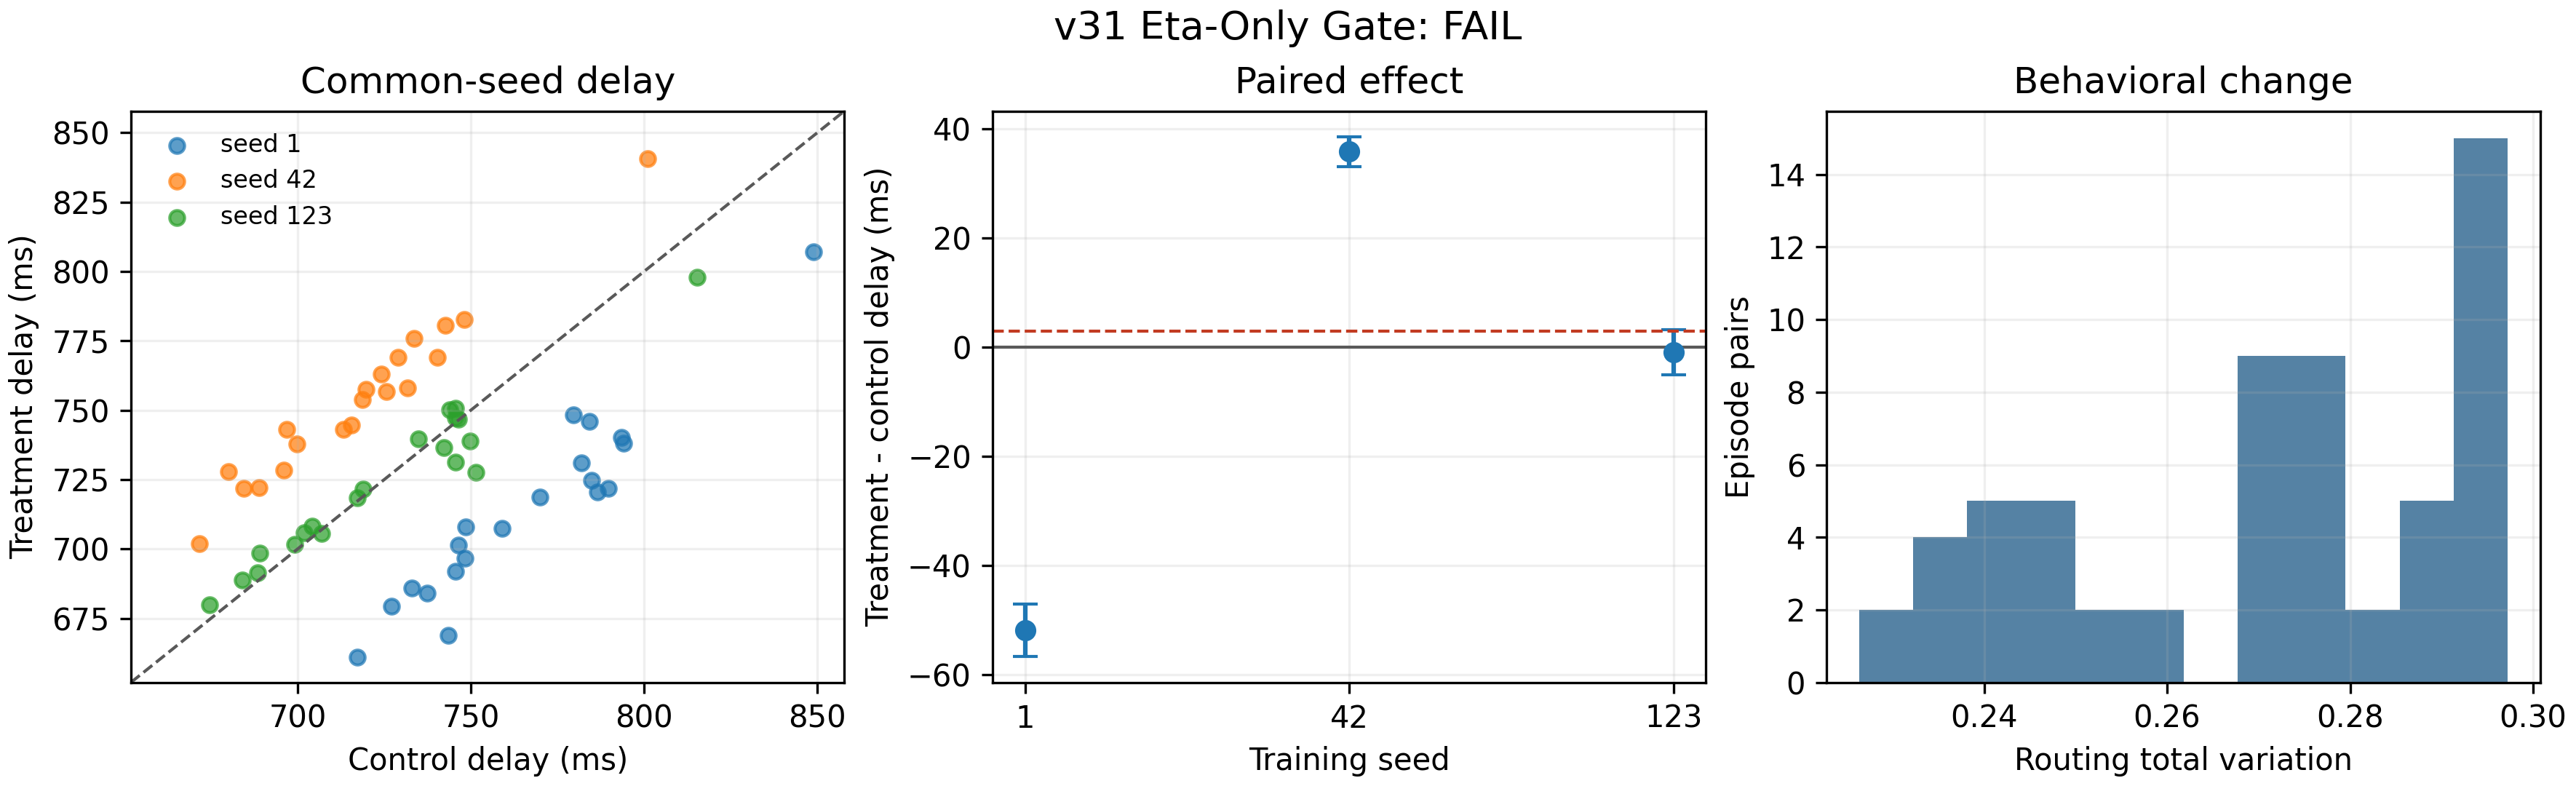 v31 Eta-Only Gate: FAIL
Common-seed delay
850
825
800
775
750
725
700
675
Treatment delay (ms)
seed 1
seed 42
seed 123
700
750
800
850
Control delay (ms)
Paired effect
40
20
0
−20
−40
−60
Treatment - control delay (ms)
1
42
123
Training seed
Behavioral change
14
12
10
8
6
4
2
0
Episode pairs
0.24
0.26
0.28
0.30
Routing total variation